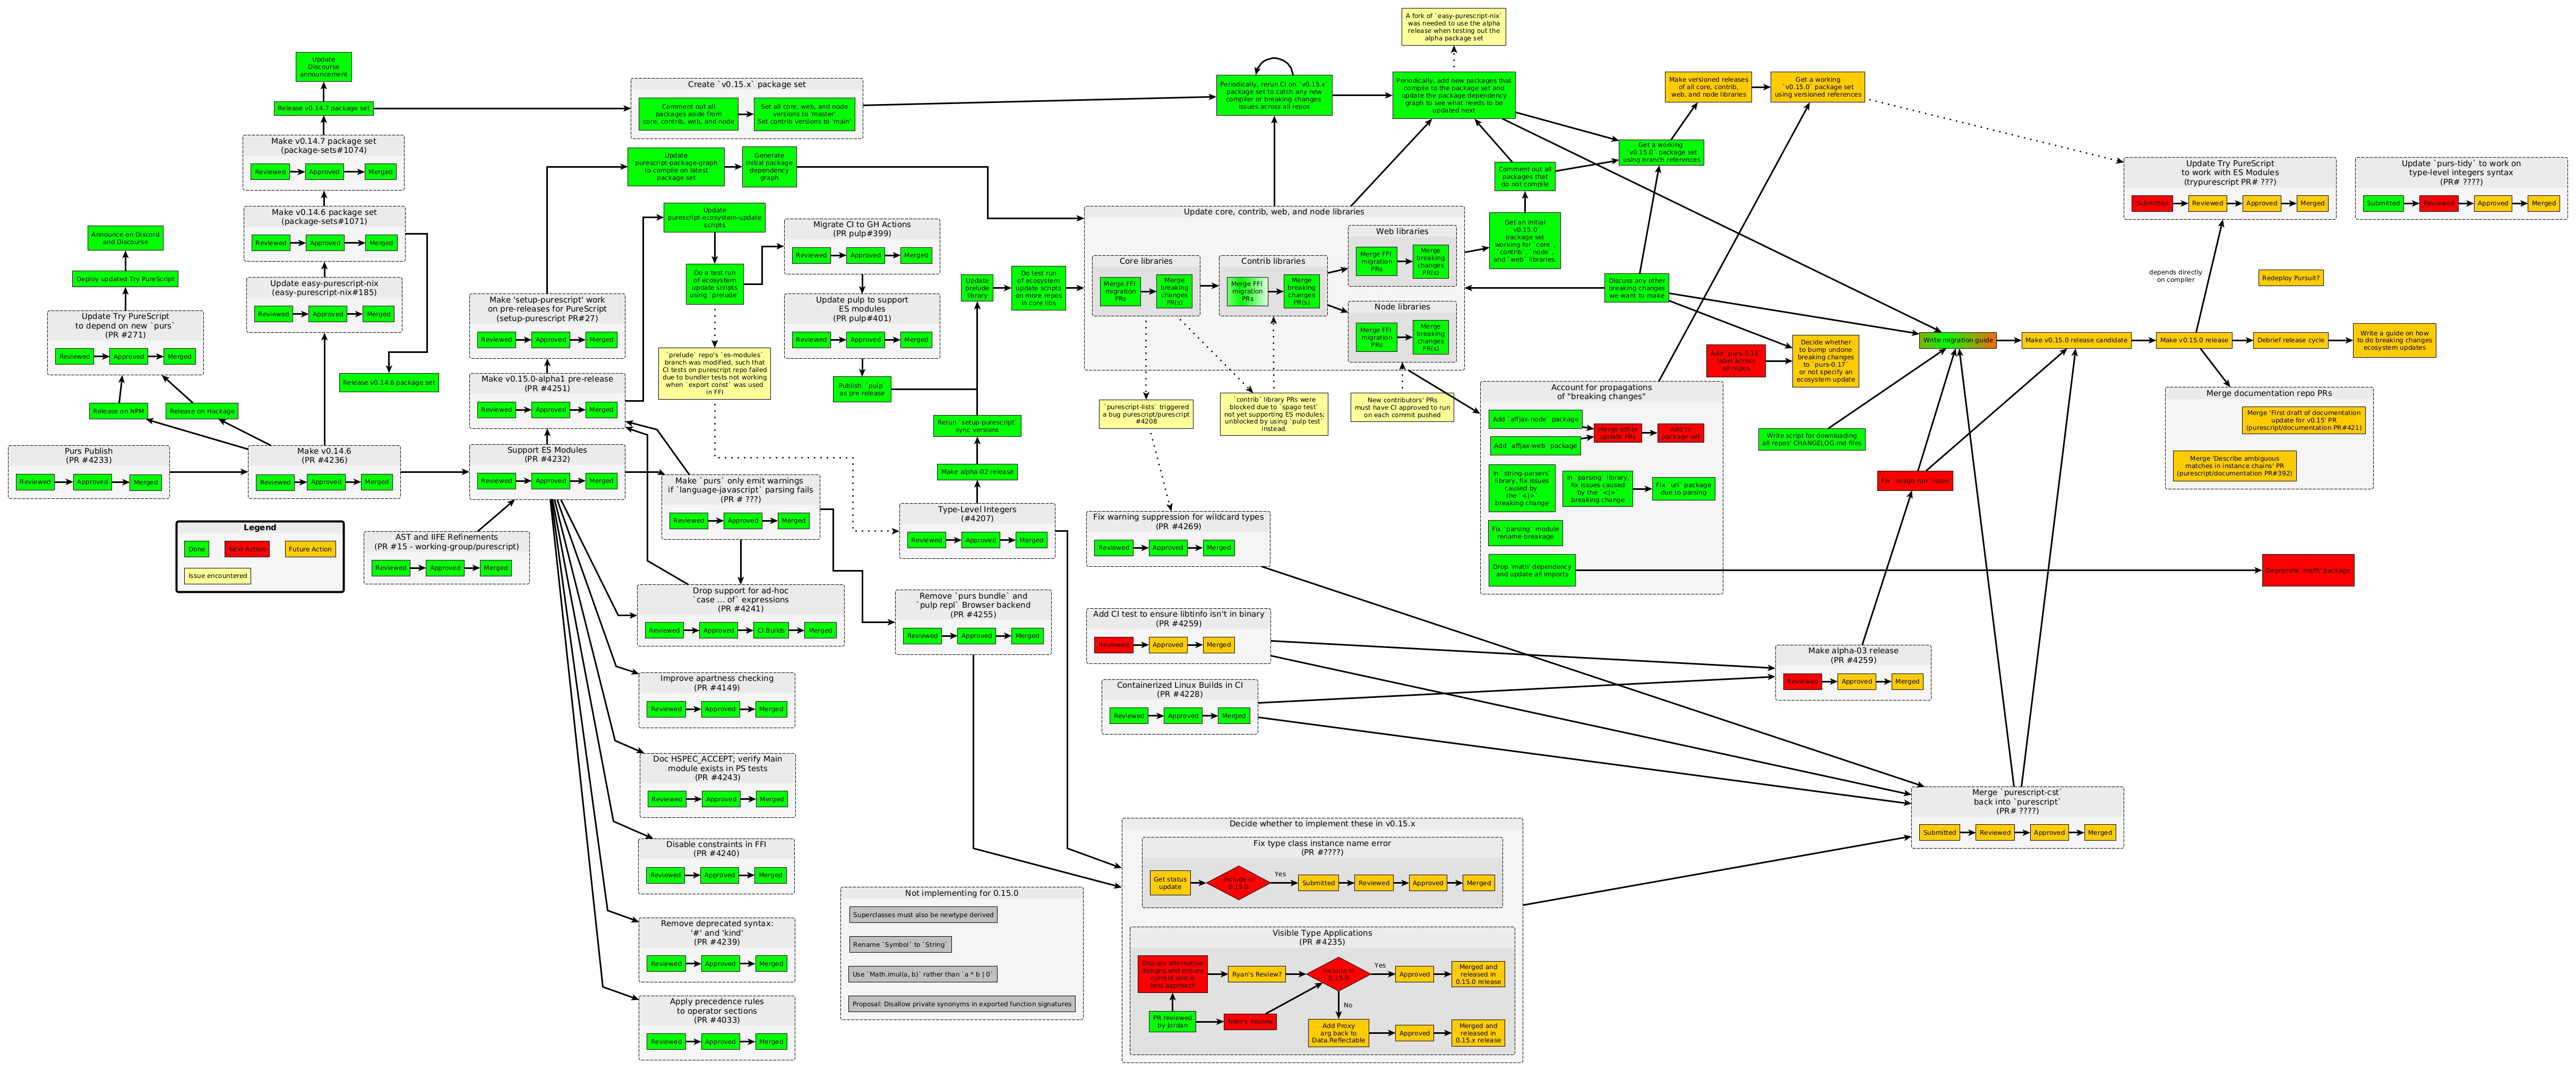 A fork of `easy-purescript-nix`
was needed to use the alpha
release when testing out the
alpha package set
Update
Discourse
announcement
Release v0.14.7 package set
Create `v0.15.x` package set
Comment out all
packages aside from
core, contrib, web, and node
Set all core, web, and node
versions to 'master'
Set contrib versions to 'main'
Periodically, rerun CI on `v0.15.x`
package set to catch any new
compiler or breaking changes
issues across all repos
Periodically, add new packages that
compile to the package set and
update the package dependency
graph to see what needs to be
updated next
Make versioned releases
of all core, contrib,
web, and node libraries
Get a working
`v0.15.0` package set
using versioned references
Make v0.14.7 package set
(package-sets#1074)
Reviewed
Approved
Merged
Update
`purescript-package-graph`
to compile on latest
package set
Generate
initial package
dependency
graph
Get a working
`v0.15.0` package set
using branch references
Comment out all
packages that
do not compile
Update Try PureScript
to work with ES Modules
(trypurescript PR# ???)
Submitted
Reviewed
Approved
Merged
Update `purs-tidy` to work on
type-level integers syntax
(PR# ????)
Submitted
Reviewed
Approved
Merged
Make v0.14.6 package set
(package-sets#1071)
Reviewed
Approved
Merged
Announce on Discord
and Discourse
Deploy updated Try PureScript
Update easy-purescript-nix
(easy-purescript-nix#185)
Reviewed
Approved
Merged
Update Try PureScript
to depend on new `purs`
(PR #271)
Reviewed
Approved
Merged
Release v0.14.6 package set
Release on NPM
Release on Hackage
Purs Publish
(PR #4233)
Reviewed
Approved
Merged
Make v0.14.6
(PR #4236)
Reviewed
Approved
Merged
Legend
Done
Next Action
Future Action
Issue encountered
Make 'setup-purescript' work
on pre-releases for PureScript
(setup-purescript PR#27)
Reviewed
Approved
Merged
Make v0.15.0-alpha1 pre-release
(PR #4251)
Reviewed
Approved
Merged
Support ES Modules
(PR #4232)
Reviewed
Approved
Merged
AST and IIFE Refinements
(PR #15 - working-group/purescript)
Reviewed
Approved
Merged
Update
purescript-ecosystem-update
scripts
Do a test run
of ecosystem
update scripts
using `prelude`
`prelude` repo's `es-modules`
branch was modified, such that
CI tests on purescript repo failed
due to bundler tests not working
when `export const` was used
in FFI
Migrate CI to GH Actions
(PR pulp#399)
Reviewed
Approved
Merged
Update pulp to support
ES modules
(PR pulp#401)
Reviewed
Approved
Merged
Publish `pulp`
as pre-release
Update
prelude
library
Do test run
of ecosystem
update scripts
on more repos
in core libs
Rerun `setup-purescript`
sync versions
Make alpha-02 release
Type-Level Integers
(#4207)
Reviewed
Approved
Merged
Make `purs` only emit warnings
if `language-javascript` parsing fails
(PR # ???)
Reviewed
Approved
Merged
Drop support for ad-hoc
`case ... of` expressions
(PR #4241)
Reviewed
Approved
CI Builds
Merged
Remove `purs bundle` and
`pulp repl` Browser backend
(PR #4255)
Reviewed
Approved
Merged
Improve apartness checking
(PR #4149)
Reviewed
Approved
Merged
Doc HSPEC_ACCEPT; verify Main
module exists in PS tests
(PR #4243)
Reviewed
Approved
Merged
Disable constraints in FFI
(PR #4240)
Reviewed
Approved
Merged
Remove deprecated syntax:
'#' and 'kind'
(PR #4239)
Reviewed
Approved
Merged
Apply precedence rules
to operator sections
(PR #4033)
Reviewed
Approved
Merged
Update core, contrib, web, and node libraries
Core libraries
Merge FFI
migration
PRs
Merge
breaking
changes
PR(s)
Contrib libraries
Merge FFI
migration
PRs
Merge
breaking
changes
PR(s)
Web libraries
Merge FFI
migration
PRs
Merge
breaking
changes
PR(s)
Node libraries
Merge FFI
migration
PRs
Merge
breaking
changes
PR(s)
Get an initial
`v0.15.0`
package set
working for `core`,
`contrib`, `node`,
and `web` libraries.
`purescript-lists` triggered
a bug purescript/purescript
#4208
`contrib` library PRs were
blocked due to `spago test`
not yet supporting ES modules;
unblocked by using `pulp test`
instead.
New contributors' PRs
must have CI approved to run
on each commit pushed
Discuss any other
breaking changes
we want to make
Add `purs-0.16`
label across
all repos
Decide whether
to bump undone
breaking changes
to `purs-0.17`
or not specify an
ecosystem update
Account for propagations
of "breaking changes"
Add `affjax-node` package
Add `affjax-web` package
Merge affjax
update PRs
Add to
package set
In `string-parsers`
library, fix issues
caused by
the `<|>`
breaking change
In `parsing` library,
fix issues caused
by the `<|>`
breaking change
Fix `uri` package
due to parsing
Fix `parsing` module
rename breakage
Drop 'math' dependency
and update all imports
Deprecate 'math' package
Write migration guide
Make v0.15.0 release candidate
Make v0.15.0 release
Debrief release cycle
Write a guide on how
to do breaking changes
ecosystem updates
depends directly
on compiler
Redeploy Pursuit?
Merge documentation repo PRs
Merge 'First draft of documentation
update for v0.15' PR
(purescript/documentation PR#421)
Merge 'Describe ambiguous
matches in instance chains' PR
(purescript/documentation PR#392)
Write script for downloading
all repos' CHANGELOG.md files
Fix `spago run` issue
Fix warning suppression for wildcard types
(PR #4269)
Reviewed
Approved
Merged
Add CI test to ensure libtinfo isn't in binary
(PR #4259)
Reviewed
Approved
Merged
Containerized Linux Builds in CI
(PR #4228)
Reviewed
Approved
Merged
Make alpha-03 release
(PR #4259)
Reviewed
Approved
Merged
Merge `purescript-cst`
back into `purescript`
(PR# ????)
Submitted
Reviewed
Approved
Merged
Not implementing for 0.15.0
Superclasses must also be newtype derived
Rename `Symbol` to `String`
Use `Math.imul(a, b)` rather than `a * b | 0`
Proposal: Disallow private synonyms in exported function signatures
Decide whether to implement these in v0.15.x
Fix type class instance name error
(PR #????)
Get status
update
Include in
0.15.0
Yes
Submitted
Reviewed
Approved
Merged
Visible Type Applications
(PR #4235)
Discuss alternative
designs and ensure
current one is
best approach
Ryan's Review?
Include in
0.15.0
Yes
Approved
Merged and
released in
0.15.0 release
PR reviewed
by Jordan
Nate's Review
No
Add Proxy
arg back to
Data.Reflectable
Approved
Merged and
released in
0.15.x release